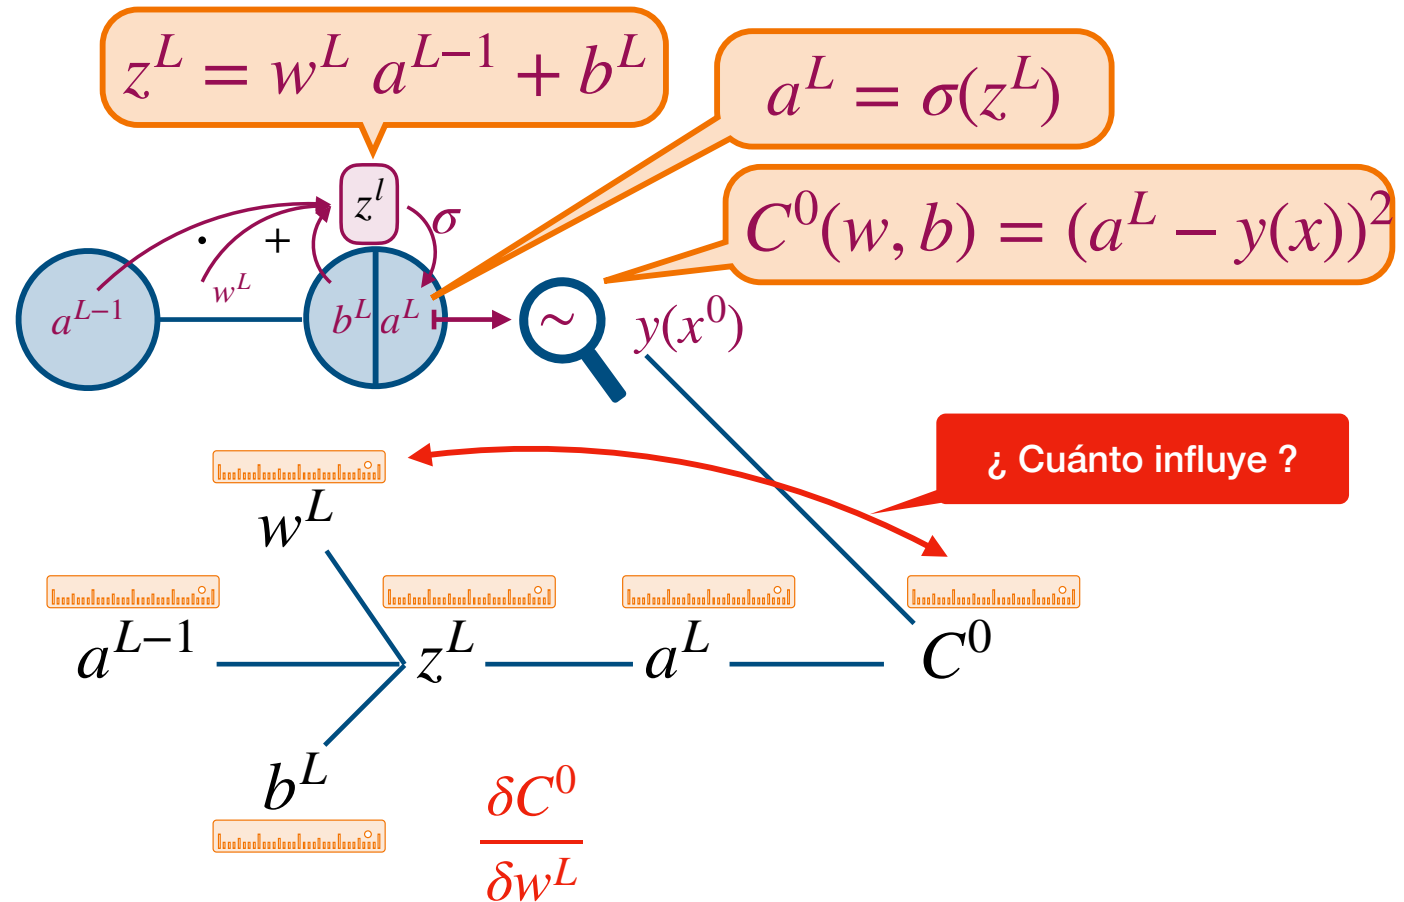 z^L = w^L a^{L−1} + b^L
a^L = σ(z^L)
C^0(w, b) = (a^L − y(x))^2
z^l
σ
·
+
w^L
a^{L−1}
b^L
a^L
~
y(x^0)
¿ Cuánto influye ?
w^L
a^{L−1}
z^L
a^L
C^0
b^L
δC^0
δw^L